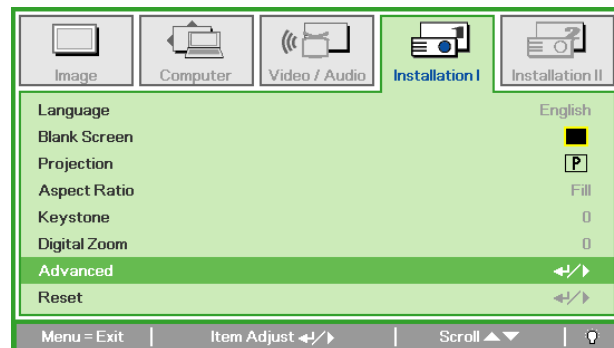 Image Computer Video / Audio Installation I Installation II
Language English
Blank Screen
Projection P
Aspect Ratio Fill
Keystone 0
Digital Zoom 0
Advanced
Reset
Menu = Exit Item Adjust Scroll